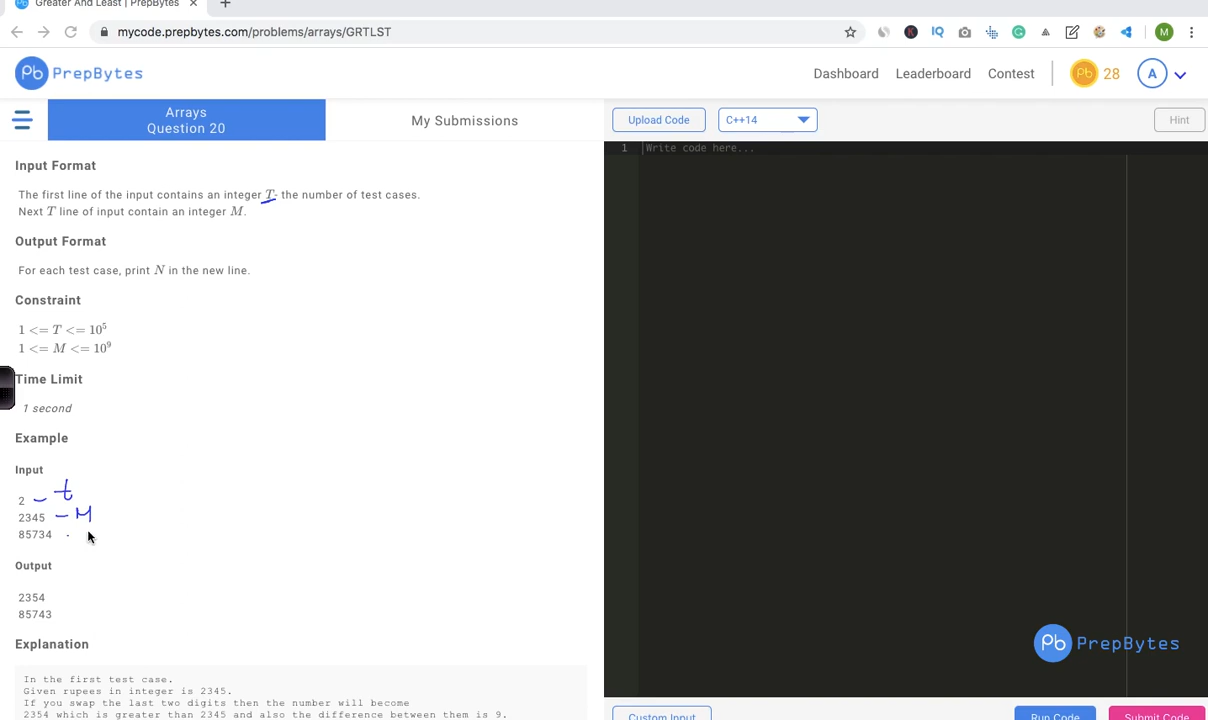 Greater And Least | PrepBytes
mycode.prepbytes.com/problems/arrays/GRTLST
IQ
M
Pb PrepBytes
Dashboard Leaderboard Contest Pb 28 A
Arrays
Question 20
My Submissions
Upload Code C++14 Hint
1 Write code here...
Input Format
The first line of the input contains an integer T- the number of test cases.
Next T line of input contain an integer M.
Output Format
For each test case, print N in the new line.
Constraint
1 <= T <= 10⁵
1 <= M <= 10⁹
Time Limit
1 second
Example
Input
2 - t
2345 - M
85734
Output
2354
85743
Explanation
In the first test case.
Given rupees in integer is 2345.
If you swap the last two digits then the number will become
2354 which is greater than 2345 and also the difference between them is 9.
Pb PrepBytes
Custom Input Run Code Submit Code